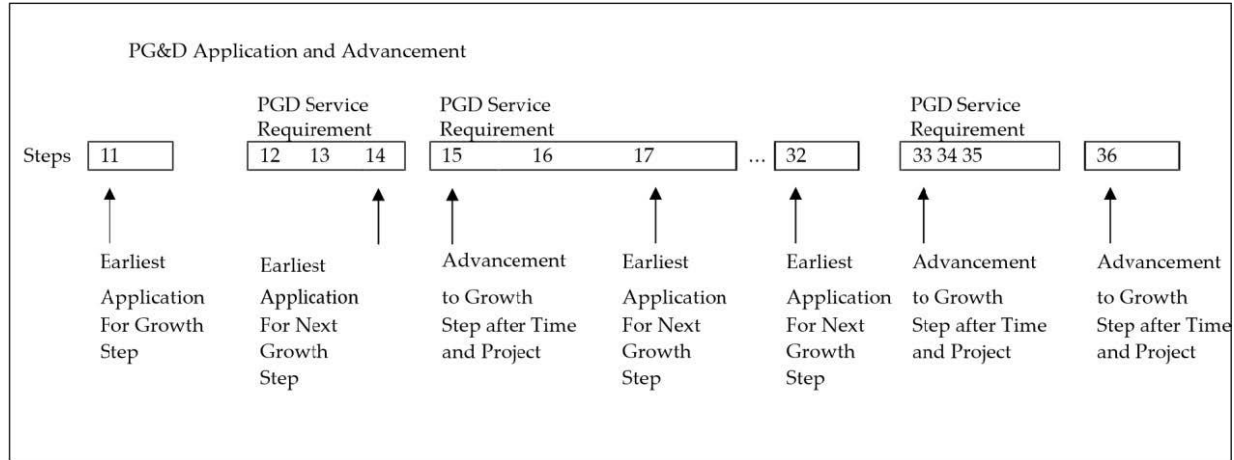 PG&D Application and Advancement
PGD Service
Requirement
PGD Service
Requirement
PGD Service
Requirement
Steps 11 12 13 14 15 16 17 ... 32 33 34 35 36
Earliest
Application
For Growth
Step
Earliest
Application
For Next
Growth
Step
Advancement
to Growth
Step after Time
and Project
Earliest
Application
For Next
Growth
Step
Earliest
Application
For Next
Growth
Step
Advancement
to Growth
Step after Time
and Project
Advancement
to Growth
Step after Time
and Project